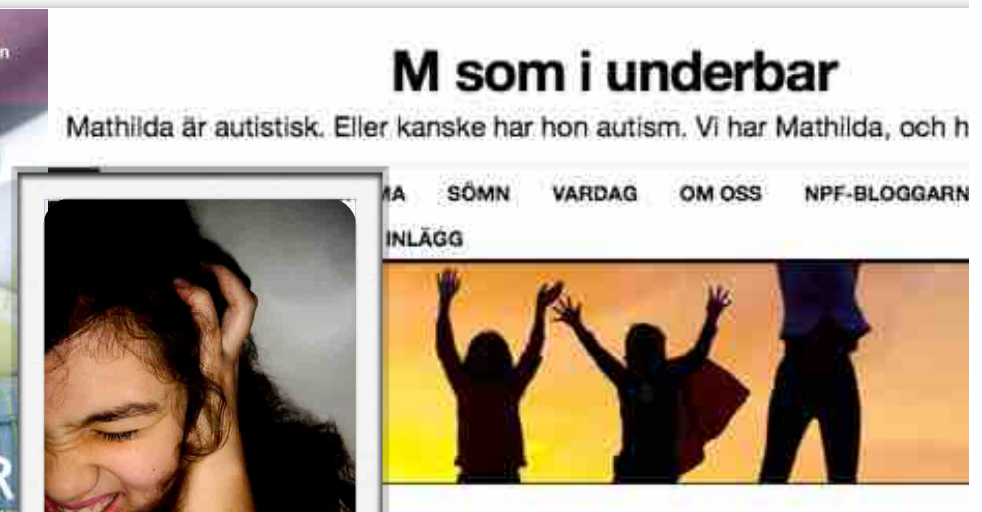 M som i underbar
Mathilda är autistisk. Eller kanske har hon autism. Vi har Mathilda, och h
MA SÖMN VARDAG OM OSS NPF-BLOGGARN
INLÄGG
n
R